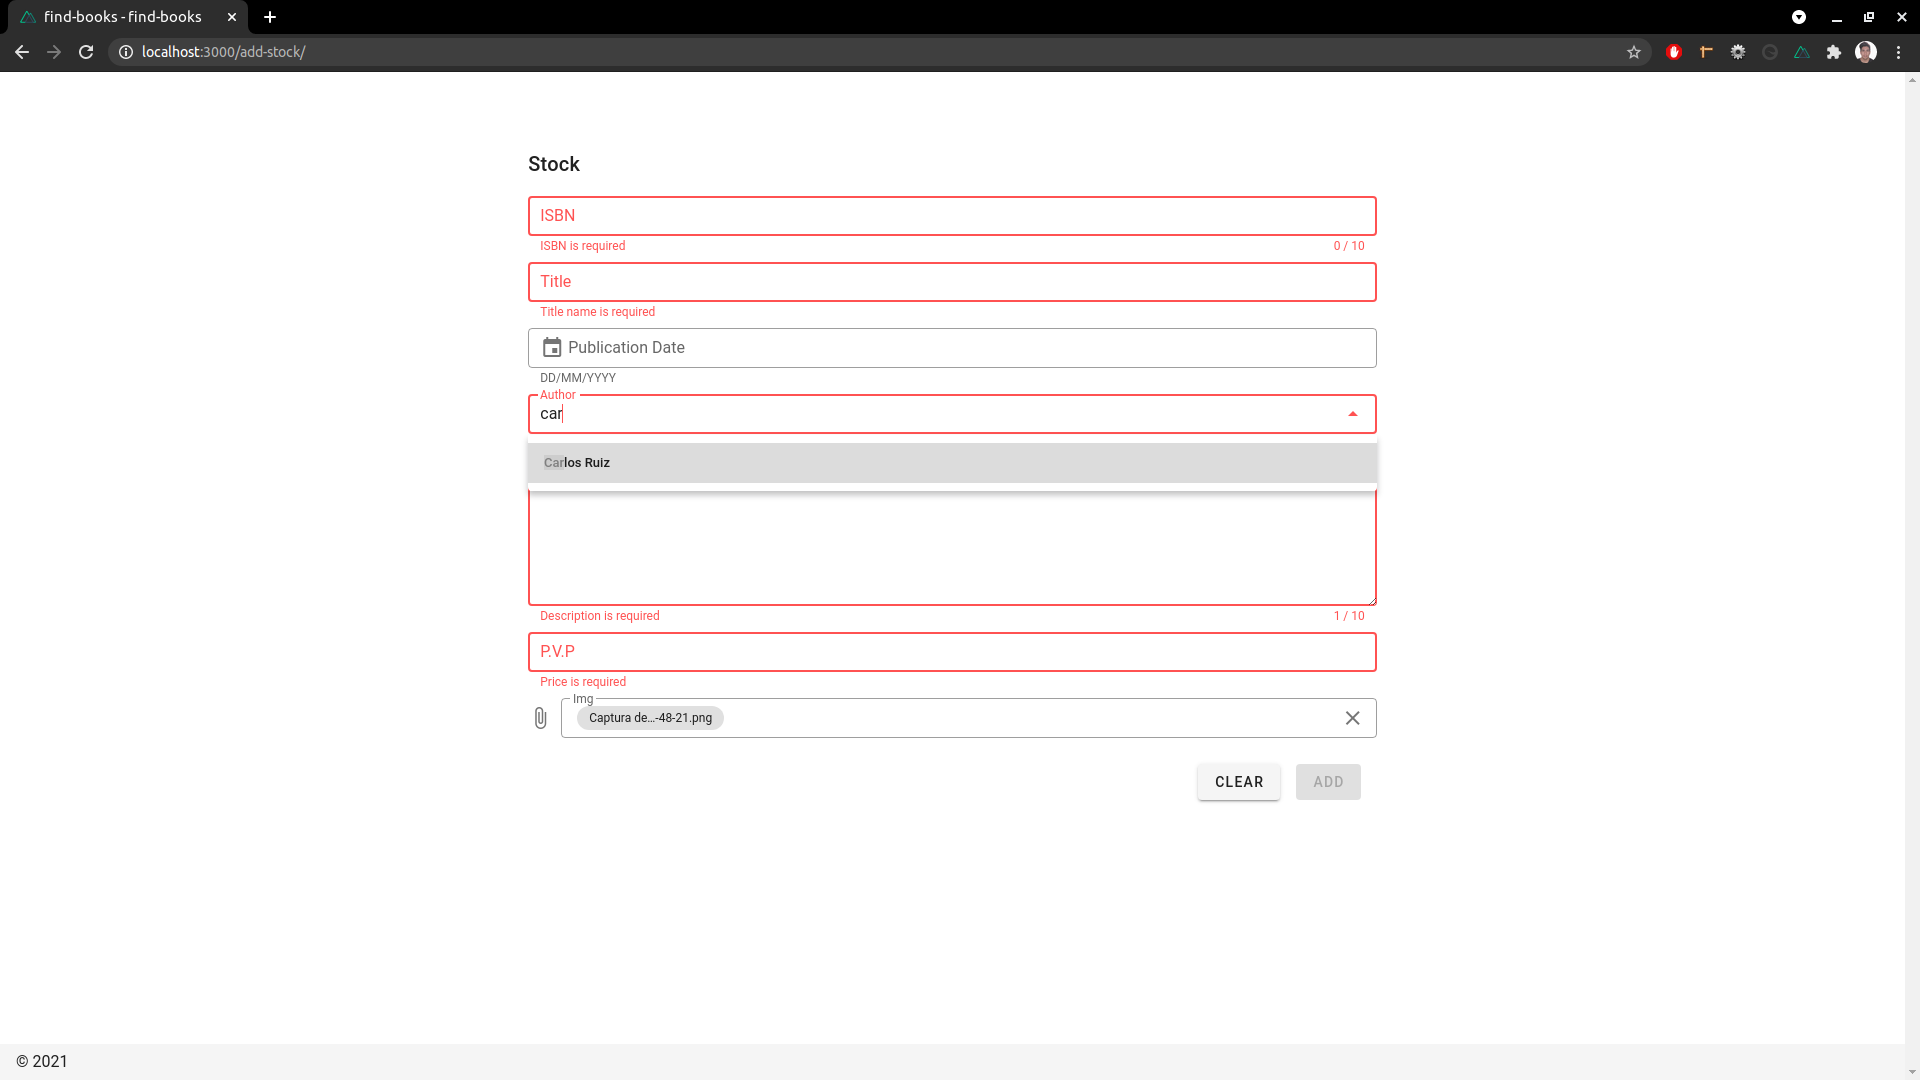 find-books - find-books
localhost:3000/add-stock/
Stock
ISBN
ISBN is required 0 / 10
Title
Title name is required
Publication Date
DD/MM/YYYY
Author
car
Carlos Ruiz
Description is required 1 / 10
P.V.P
Price is required
Img
Captura de…-48-21.png
CLEAR ADD
© 2021